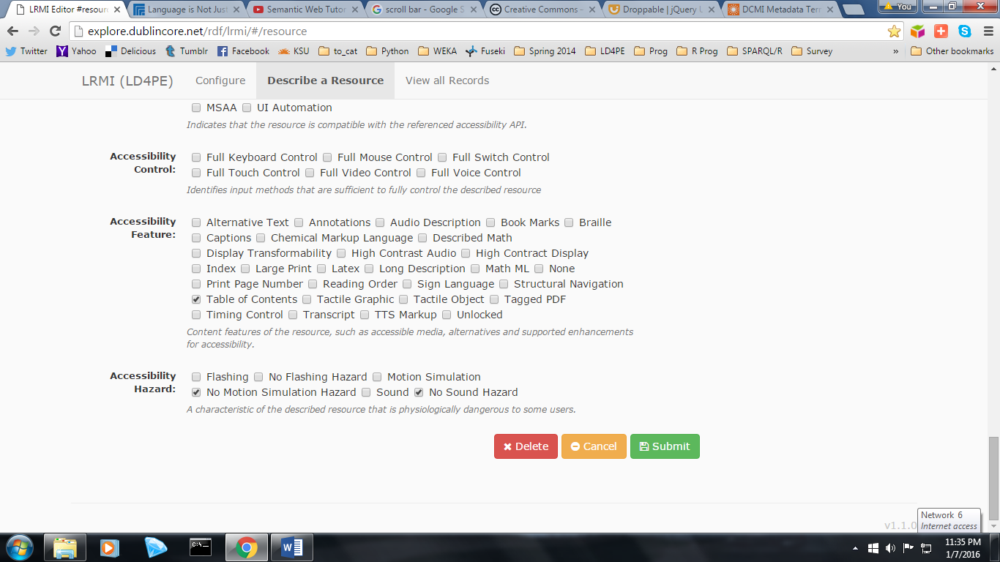 LRMI Editor #resour
Language is Not Just
Semantic Web Tutor
scroll bar - Google S
Creative Commons -
Droppable | jQuery U
DCMI Metadata Terr
You
explore.dublincore.net/rdf/lrmi/#/resource
Twitter Yahoo Delicious Tumblr Facebook KSU to_cat Python WEKA Fuseki Spring 2014 LD4PE Prog R Prog SPARQL/R Survey » Other bookmarks
LRMI (LD4PE) Configure Describe a Resource View all Records
MSAA UI Automation
Indicates that the resource is compatible with the referenced accessibility API.
Accessibility
Control:
Full Keyboard Control Full Mouse Control Full Switch Control
Full Touch Control Full Video Control Full Voice Control
Identifies input methods that are sufficient to fully control the described resource
Accessibility
Feature:
Alternative Text Annotations Audio Description Book Marks Braille
Captions Chemical Markup Language Described Math
Display Transformability High Contrast Audio High Contract Display
Index Large Print Latex Long Description Math ML None
Print Page Number Reading Order Sign Language Structural Navigation
Table of Contents Tactile Graphic Tactile Object Tagged PDF
Timing Control Transcript TTS Markup Unlocked
Content features of the resource, such as accessible media, alternatives and supported enhancements
for accessibility.
Accessibility
Hazard:
Flashing No Flashing Hazard Motion Simulation
No Motion Simulation Hazard Sound No Sound Hazard
A characteristic of the described resource that is physiologically dangerous to some users.
Delete Cancel Submit
Network 6
Internet access
v1.1.0
11:35 PM
1/7/2016